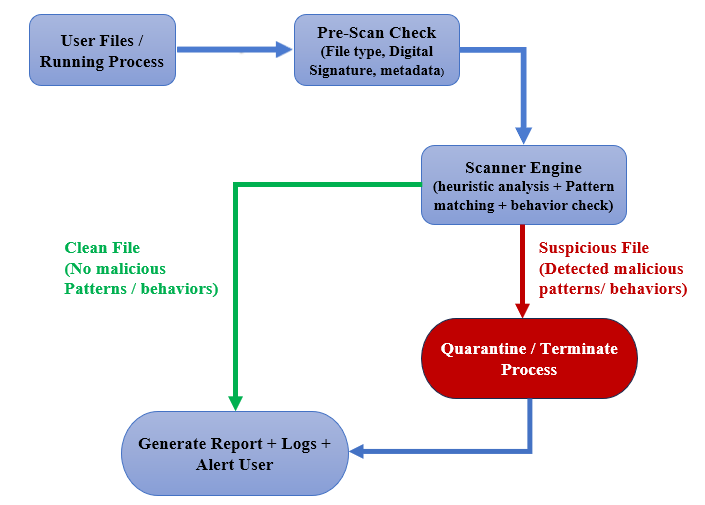 User Files /
Running Process
Pre-Scan Check
(File type, Digital
Signature, metadata)
Scanner Engine
(heuristic analysis + Pattern
matching + behavior check)
Clean File
(No malicious
Patterns / behaviors)
Suspicious File
(Detected malicious
patterns/ behaviors)
Quarantine / Terminate
Process
Generate Report + Logs +
Alert User